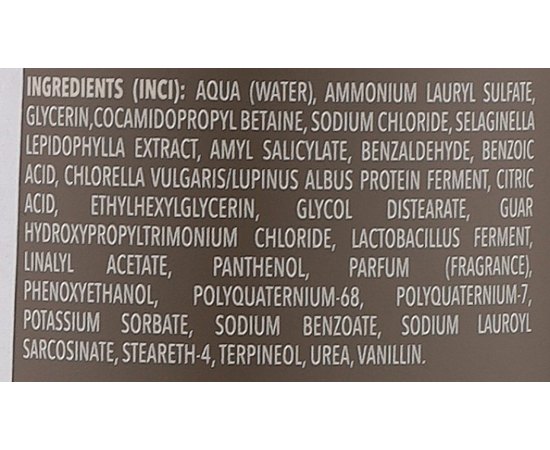 INGREDIENTS (INCI): AQUA (WATER), AMMONIUM LAURYL SULFATE,
GLYCERIN,COCAMIDOPROPYL BETAINE, SODIUM CHLORIDE, SELAGINELLA
LEPIDOPHYLLA EXTRACT, AMYL SALICYLATE, BENZALDEHYDE, BENZOIC
ACID, CHLORELLA VULGARIS/LUPINUS ALBUS PROTEIN FERMENT, CITRIC
ACID, ETHYLHEXYLGLYCERIN, GLYCOL DISTEARATE, GUAR
HYDROXYPROPYLTRIMONIUM CHLORIDE, LACTOBACILLUS FERMENT,
LINALYL ACETATE, PANTHENOL, PARFUM (FRAGRANCE),
PHENOXYETHANOL, POLYQUATERNIUM-68, POLYQUATERNIUM-7,
POTASSIUM SORBATE, SODIUM BENZOATE, SODIUM LAUROYL
SARCOSINATE, STEARETH-4, TERPINEOL, UREA, VANILLIN.